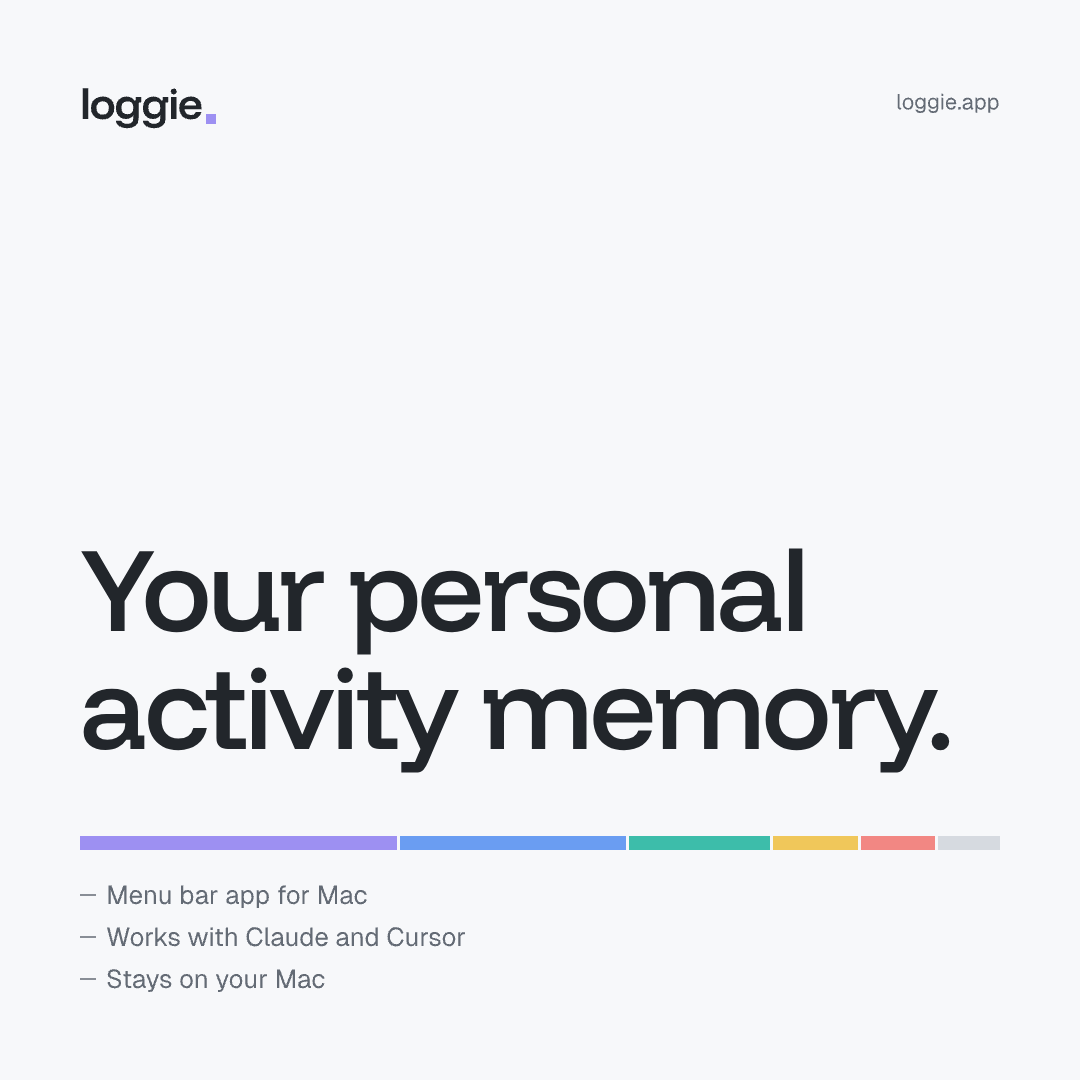 loggie.
loggie.app
Your personal
activity memory.
– Menu bar app for Mac
– Works with Claude and Cursor
– Stays on your Mac